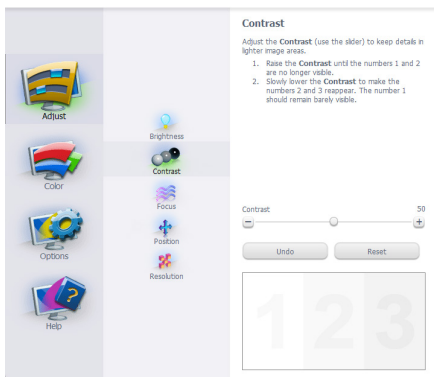 Adjust
Color
Options
Help
Brightness
Contrast
Focus
Position
Resolution
Contrast
Adjust the Contrast (use the slider) to keep details in
lighter image areas.
1. Raise the Contrast until the numbers 1 and 2
are no longer visible.
2. Slowly lower the Contrast to make the
numbers 2 and 3 reappear. The number 1
should remain barely visible.
Contrast 50
Undo Reset
1 2 3